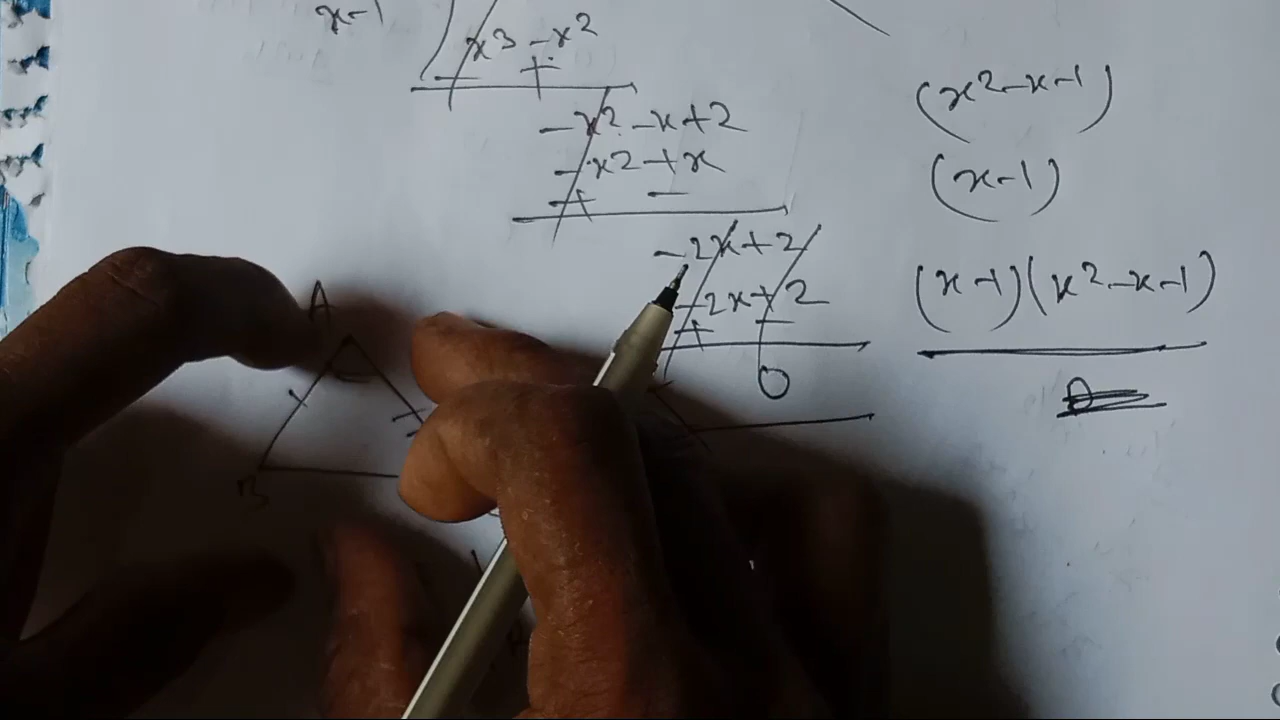 x-1
x³ - x²
- +
-x² - x + 2
-x² + x
+ -
-2x + 2
-2x + 2
+ -
0
(x² - x - 1)
(x - 1)
(x - 1)(x² - x - 1)
A
B